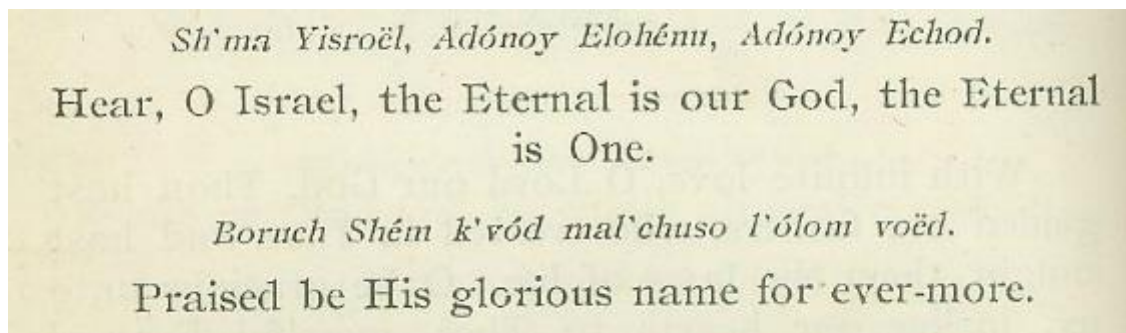 Sh'ma Yisroël, Adónoy Elohénu, Adónoy Echod.
Hear, O Israel, the Eternal is our God, the Eternal
is One.
Boruch Shém k'vód mal'chuso l'ólom voëd.
Praised be His glorious name for ever-more.